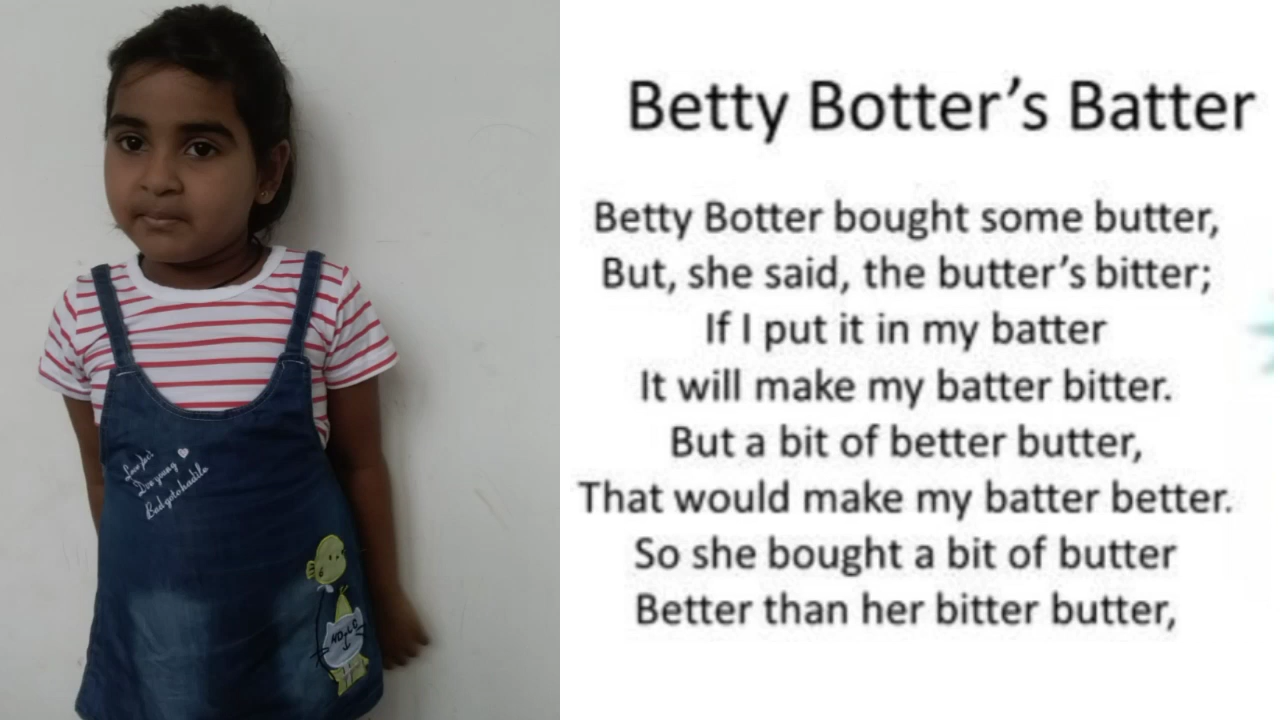 Betty Botter’s Batter
Betty Botter bought some butter,
But, she said, the butter’s bitter;
If I put it in my batter
It will make my batter bitter.
But a bit of better butter,
That would make my batter better.
So she bought a bit of butter
Better than her bitter butter,